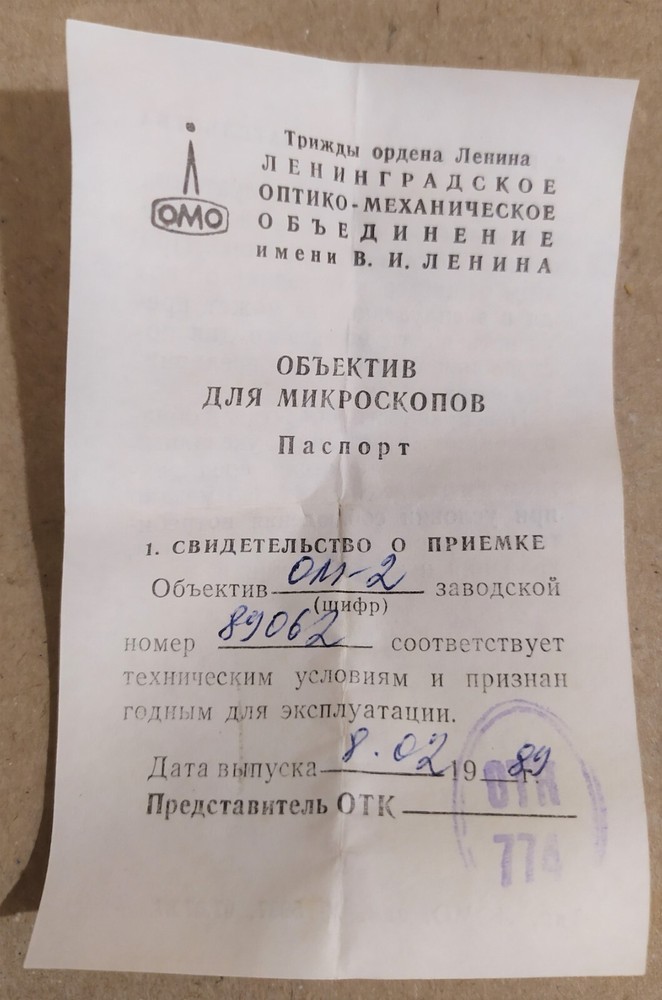 Трижды ордена Ленина
ЛЕНИНГРАДСКОЕ
ОПТИКО-МЕХАНИЧЕСКОЕ
ОБЪЕДИНЕНИЕ
имени В. И. ЛЕНИНА
ОМО
ОБЪЕКТИВ
ДЛЯ МИКРОСКОПОВ
Паспорт
1. СВИДЕТЕЛЬСТВО О ПРИЕМКЕ
Объектив ОМ-2 заводской
(шифр)
номер 89062 соответствует
техническим условиям и признан
годным для эксплуатации.
Дата выпуска 8.02 1989 г.
Представитель ОТК
ОТК
774